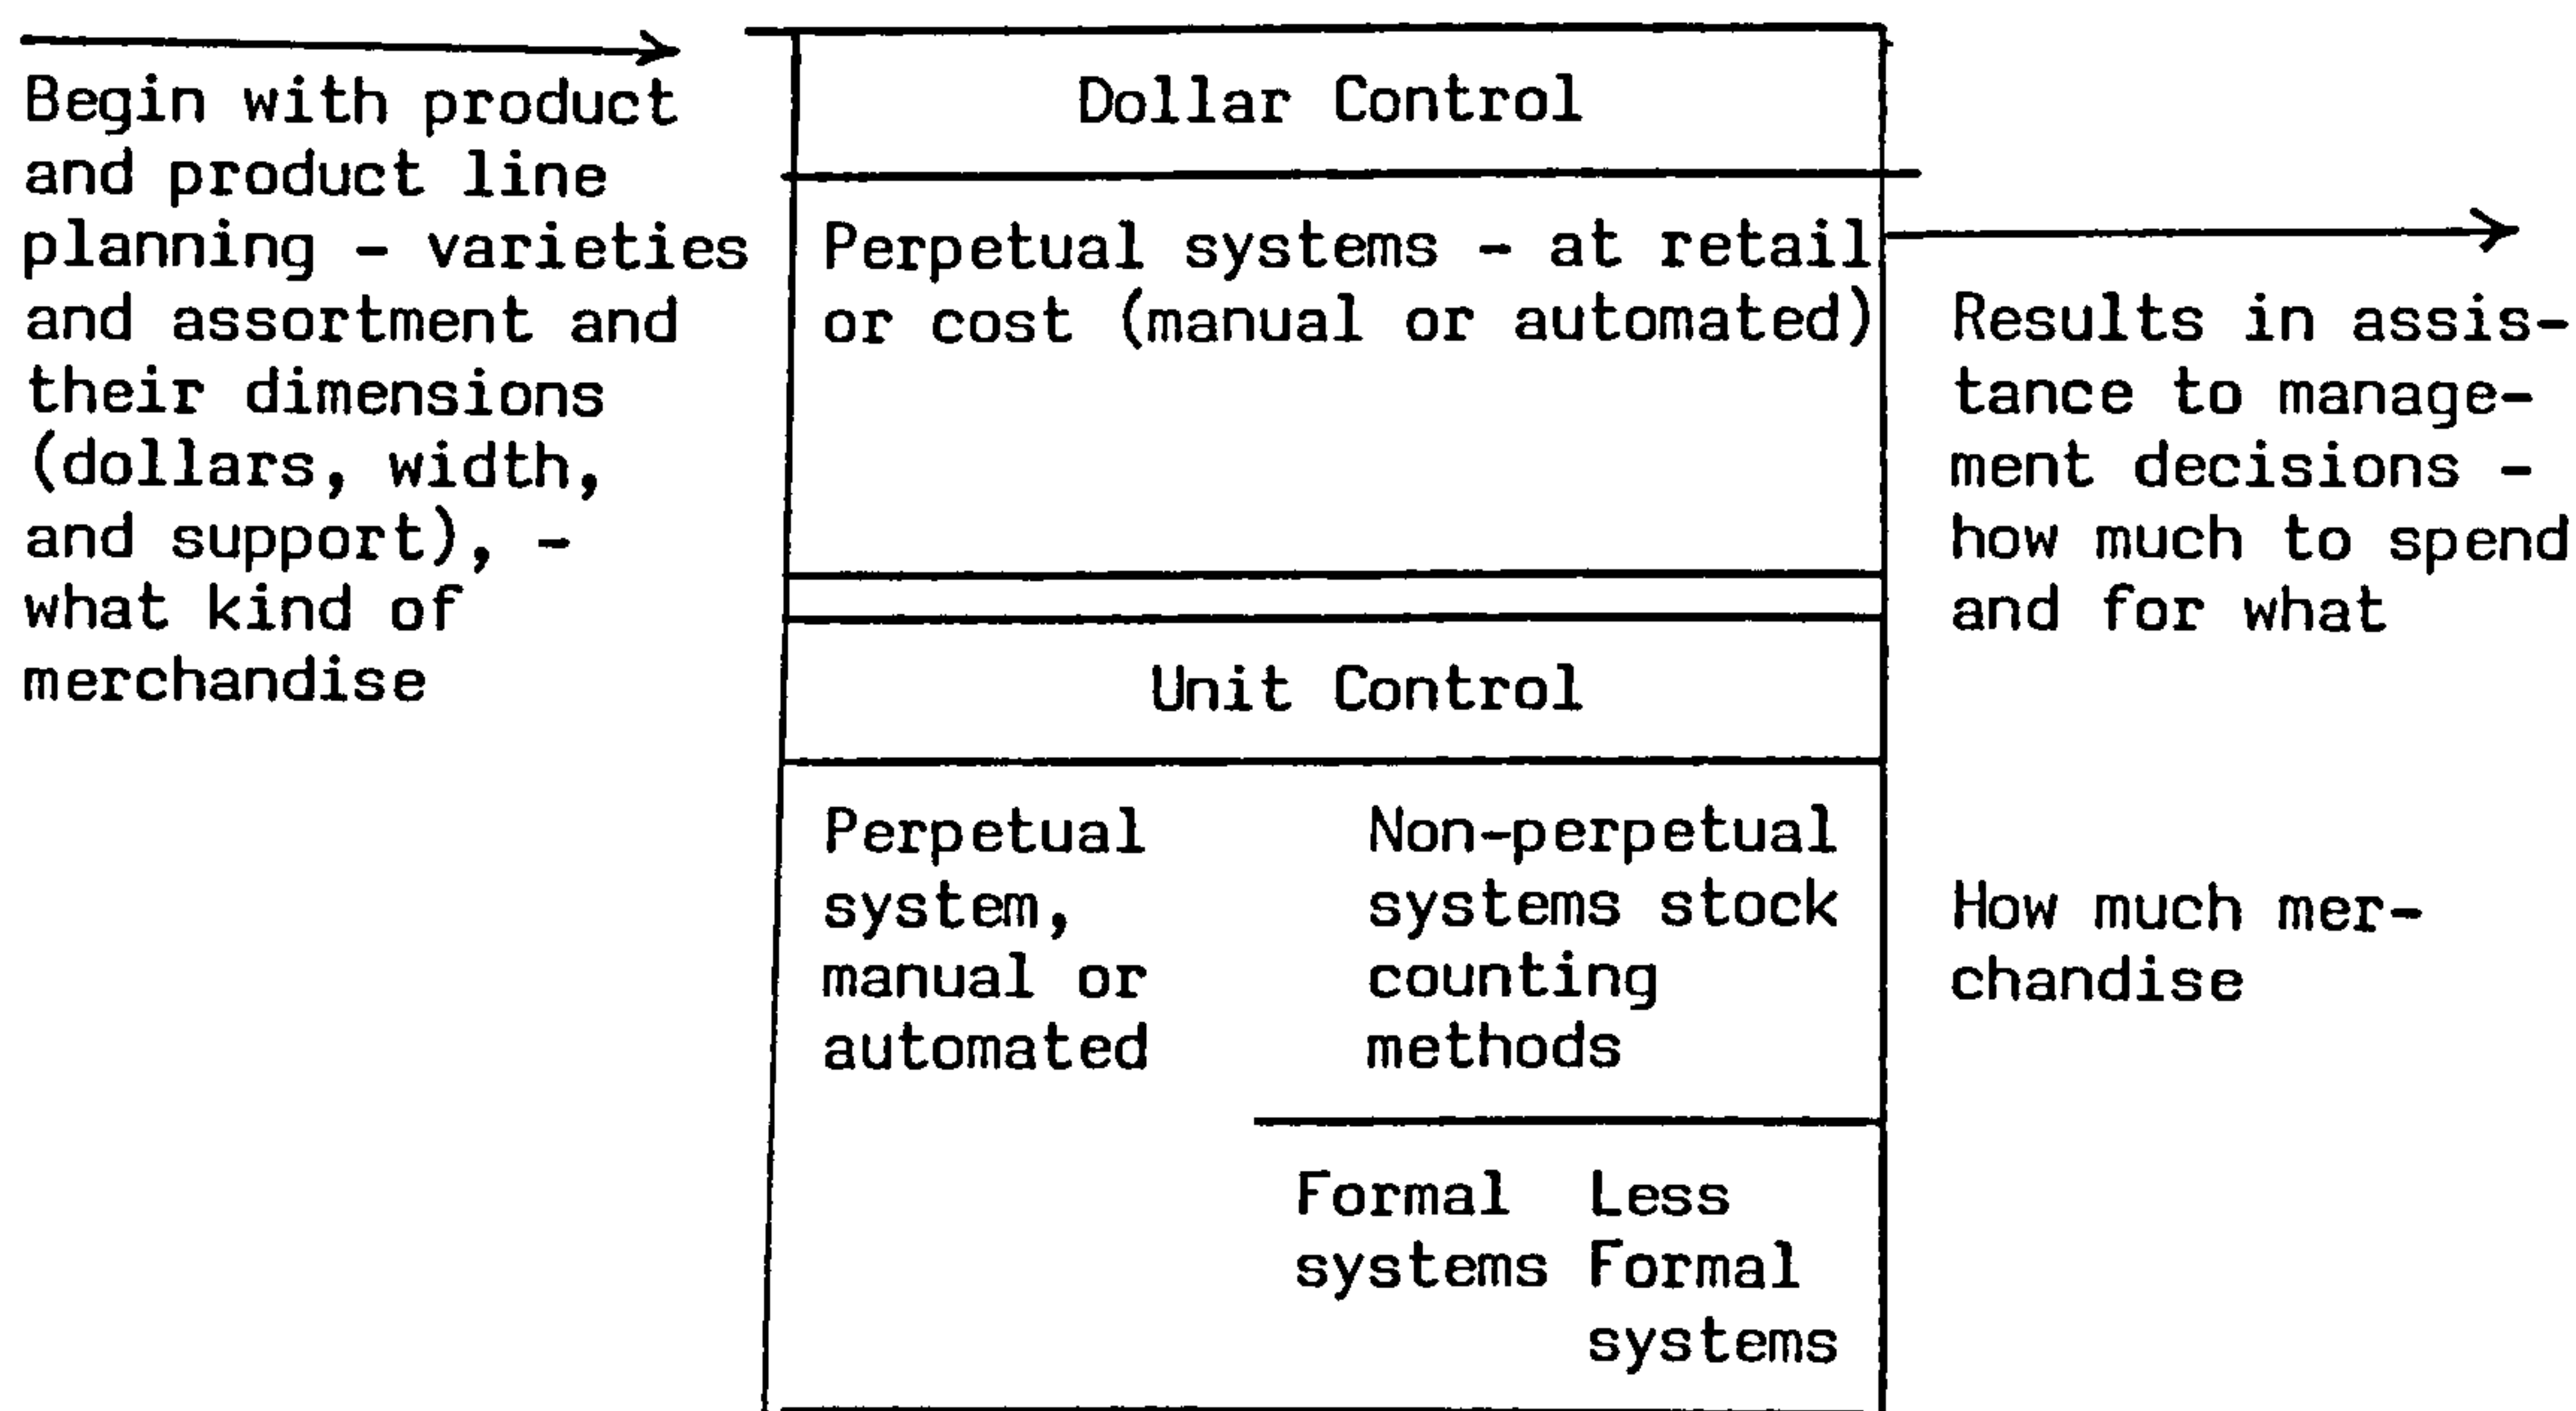 Begin with product
and product line
planning - varieties
and assortment and
their dimensions
(dollars, width,
and support), -
what kind of
merchandise
Dollar Control
Perpetual systems - at retail
or cost (manual or automated)
Unit Control
Perpetual
system,
manual or
automated
Non-perpetual
systems stock
counting
methods
Formal
systems
Less
Formal
systems
Results in assis-
tance to manage-
ment decisions -
how much to spend
and for what
How much mer-
chandise